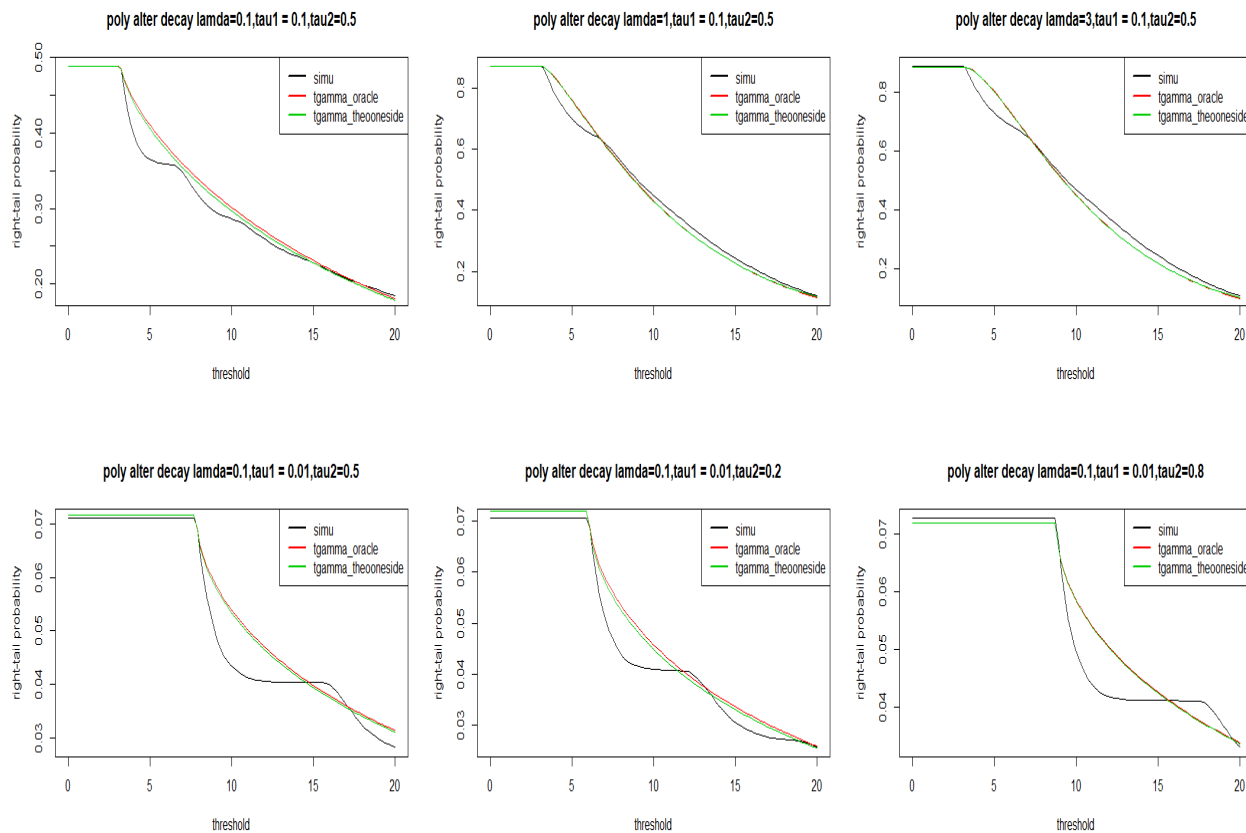 poly alter decay lamda=0.1,tau1 = 0.1,tau2=0.5
right-tail probability
0.50
0.40
0.30
0.20
simu
tgamma_oracle
tgamma_theooneside
0 5 10 15 20
threshold
poly alter decay lamda=1,tau1 = 0.1,tau2=0.5
right-tail probability
0.8
0.6
0.4
0.2
simu
tgamma_oracle
tgamma_theooneside
0 5 10 15 20
threshold
poly alter decay lamda=3,tau1 = 0.1,tau2=0.5
right-tail probability
0.8
0.6
0.4
0.2
simu
tgamma_oracle
tgamma_theooneside
0 5 10 15 20
threshold
poly alter decay lamda=0.1,tau1 = 0.01,tau2=0.5
right-tail probability
0.07
0.06
0.05
0.04
0.03
simu
tgamma_oracle
tgamma_theooneside
0 5 10 15 20
threshold
poly alter decay lamda=0.1,tau1 = 0.01,tau2=0.2
right-tail probability
0.07
0.06
0.05
0.04
0.03
simu
tgamma_oracle
tgamma_theooneside
0 5 10 15 20
threshold
poly alter decay lamda=0.1,tau1 = 0.01,tau2=0.8
right-tail probability
0.07
0.06
0.05
0.04
simu
tgamma_oracle
tgamma_theooneside
0 5 10 15 20
threshold